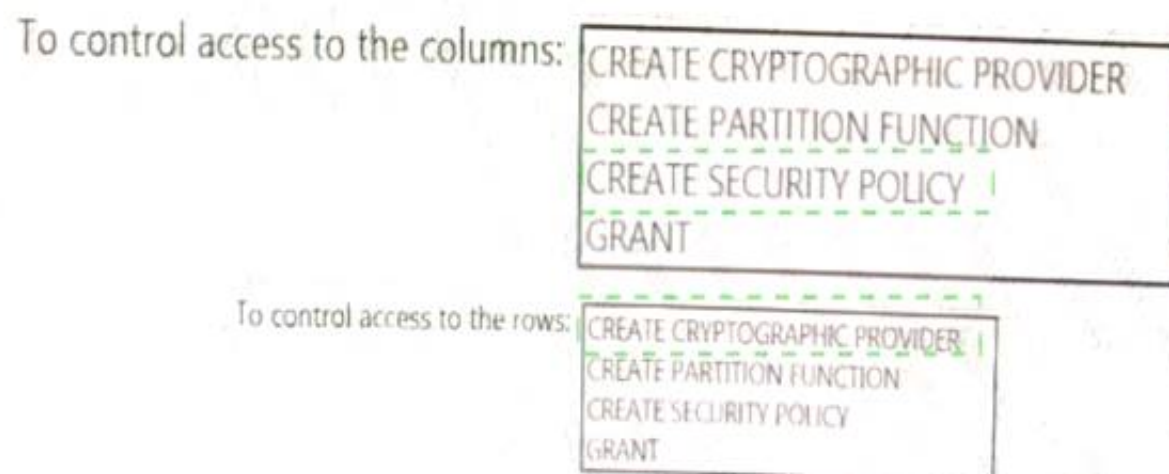 To control access to the columns:
CREATE CRYPTOGRAPHIC PROVIDER
CREATE PARTITION FUNCTION
CREATE SECURITY POLICY
GRANT
To control access to the rows:
CREATE CRYPTOGRAPHIC PROVIDER
CREATE PARTITION FUNCTION
CREATE SECURITY POLICY
GRANT